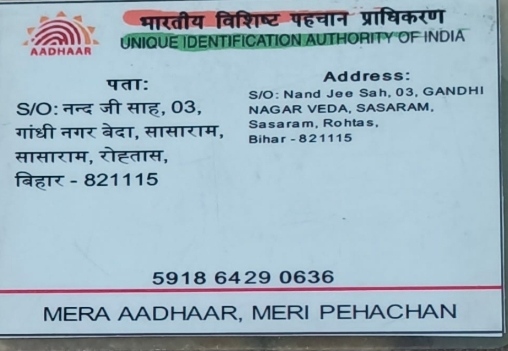 भारतीय विशिष्ट पहचान प्राधिकरण
UNIQUE IDENTIFICATION AUTHORITY OF INDIA
AADHAAR
पता:
S/O: नन्द जी साह, 03,
गांधी नगर बेदा, सासाराम,
सासाराम, रोहतास,
बिहार - 821115
Address:
S/O: Nand Jee Sah, 03, GANDHI
NAGAR VEDA, SASARAM,
Sasaram, Rohtas,
Bihar - 821115
5918 6429 0636
MERA AADHAAR, MERI PEHACHAN